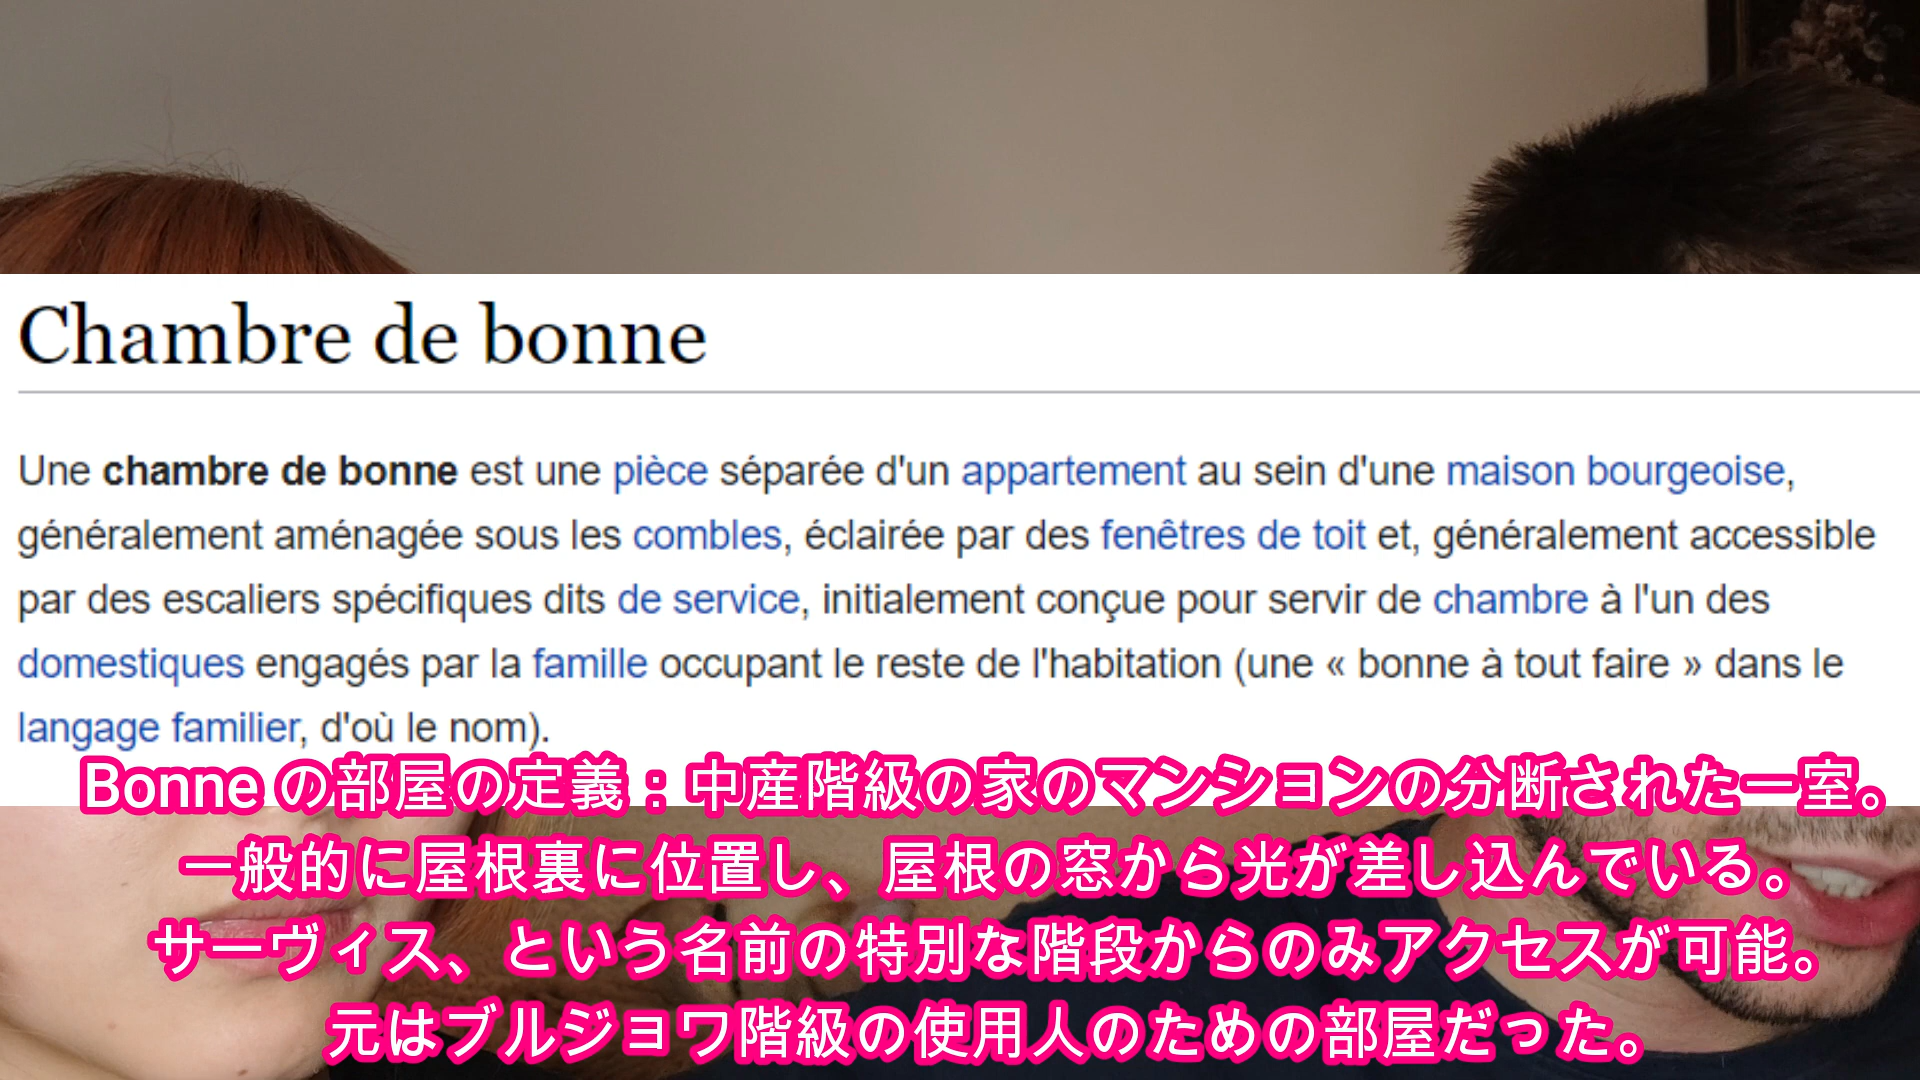 Chambre de bonne
Une chambre de bonne est une pièce séparée d'un appartement au sein d'une maison bourgeoise,
généralement aménagée sous les combles, éclairée par des fenêtres de toit et, généralement accessible
par des escaliers spécifiques dits de service, initialement conçue pour servir de chambre à l'un des
domestiques engagés par la famille occupant le reste de l'habitation (une « bonne à tout faire » dans le
langage familier, d'où le nom).
Bonne の部屋の定義：中産階級の家のマンションの分断された一室。
一般的に屋根裏に位置し、屋根の窓から光が差し込んでいる。
サーヴィス、という名前の特別な階段からのみアクセスが可能。
元はブルジョワ階級の使用人のための部屋だった。